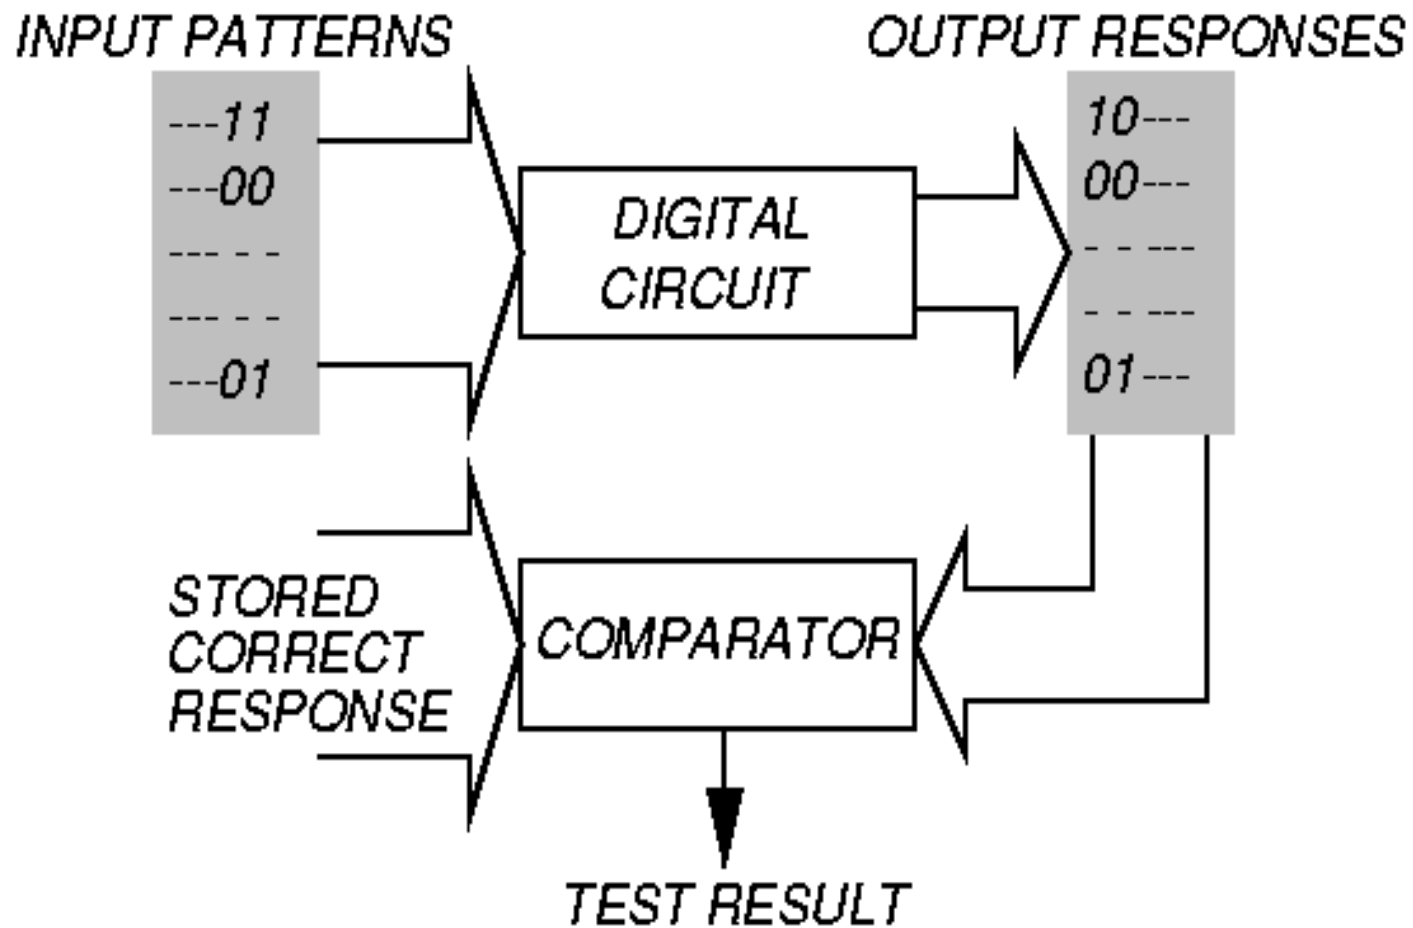 INPUT PATTERNS
OUTPUT RESPONSES
---11
---00
--- - -
--- - -
---01
DIGITAL
CIRCUIT
10---
00---
- - ---
- - ---
01---
STORED
CORRECT
RESPONSE
COMPARATOR
TEST RESULT